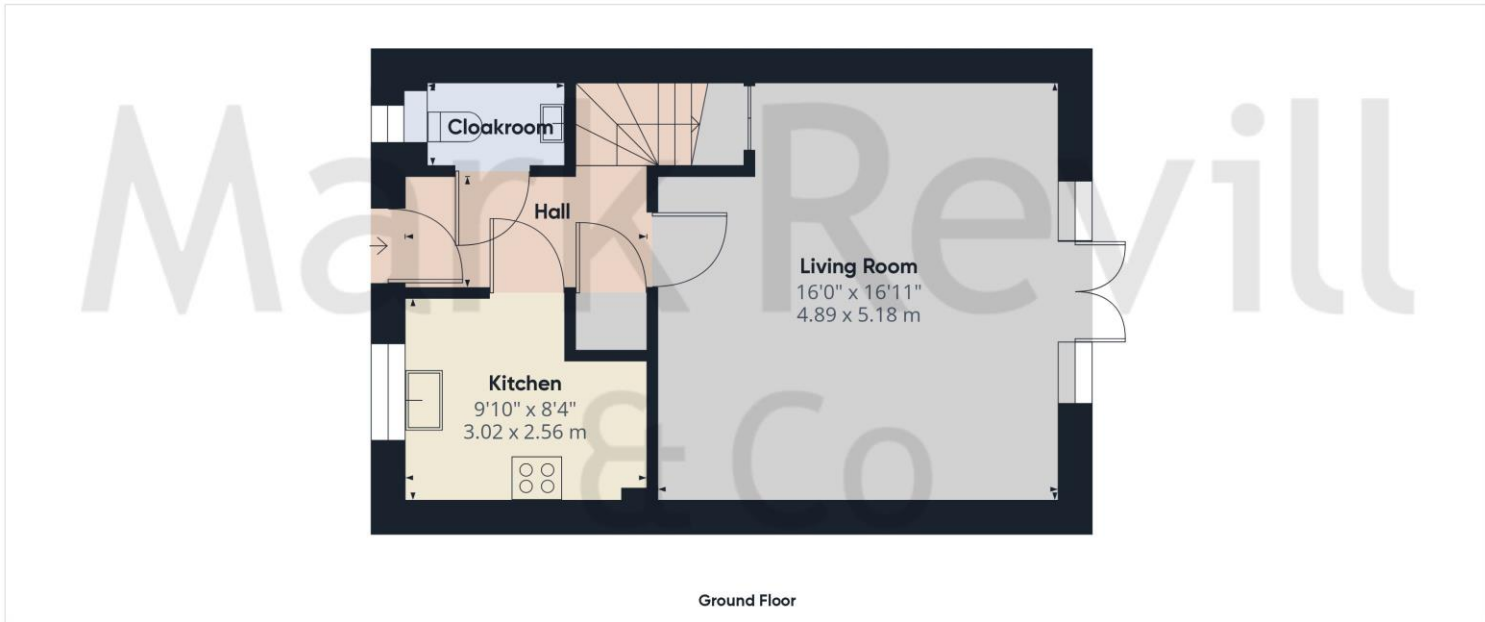 Mark Revill
& Co
Cloakroom
Hall
Living Room
16'0" x 16'11"
4.89 x 5.18 m
Kitchen
9'10" x 8'4"
3.02 x 2.56 m
Ground Floor